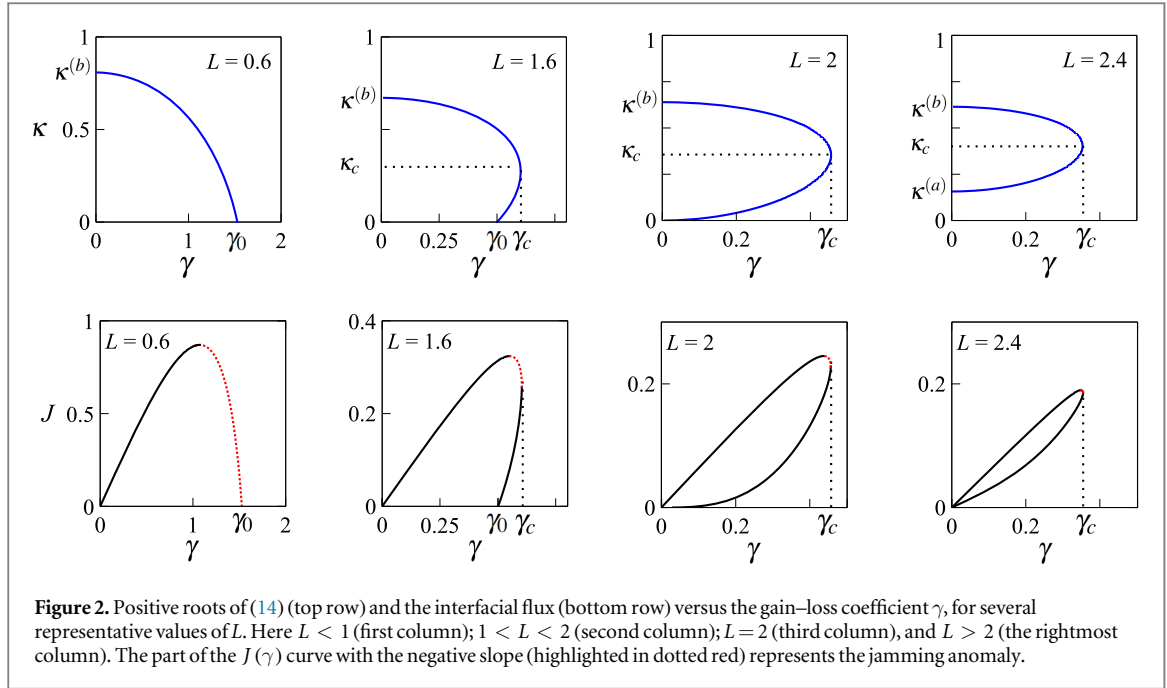 1
L = 0.6
κ(b)
κ
0.5
0
0
1
γ0
2
γ
1
L = 1.6
κ(b)
κc
0
0
0.25
γ0
γc
γ
1
L = 2
κ(b)
κc
0
0
0.2
γc
γ
1
L = 2.4
κ(b)
κc
κ(a)
0
0
0.2
γc
γ
1
L = 0.6
J
0.5
0
0
1
γ0
2
γ
0.4
L = 1.6
0.2
0
0
0.25
γ0
γc
γ
L = 2
0.2
0
0
0.2
γc
γ
L = 2.4
0.2
0
0
0.2
γc
γ
Figure 2. Positive roots of (14) (top row) and the interfacial flux (bottom row) versus the gain–loss coefficient γ, for several
representative values of L. Here L < 1 (first column); 1 < L < 2 (second column); L = 2 (third column), and L > 2 (the rightmost
column). The part of the J (γ) curve with the negative slope (highlighted in dotted red) represents the jamming anomaly.